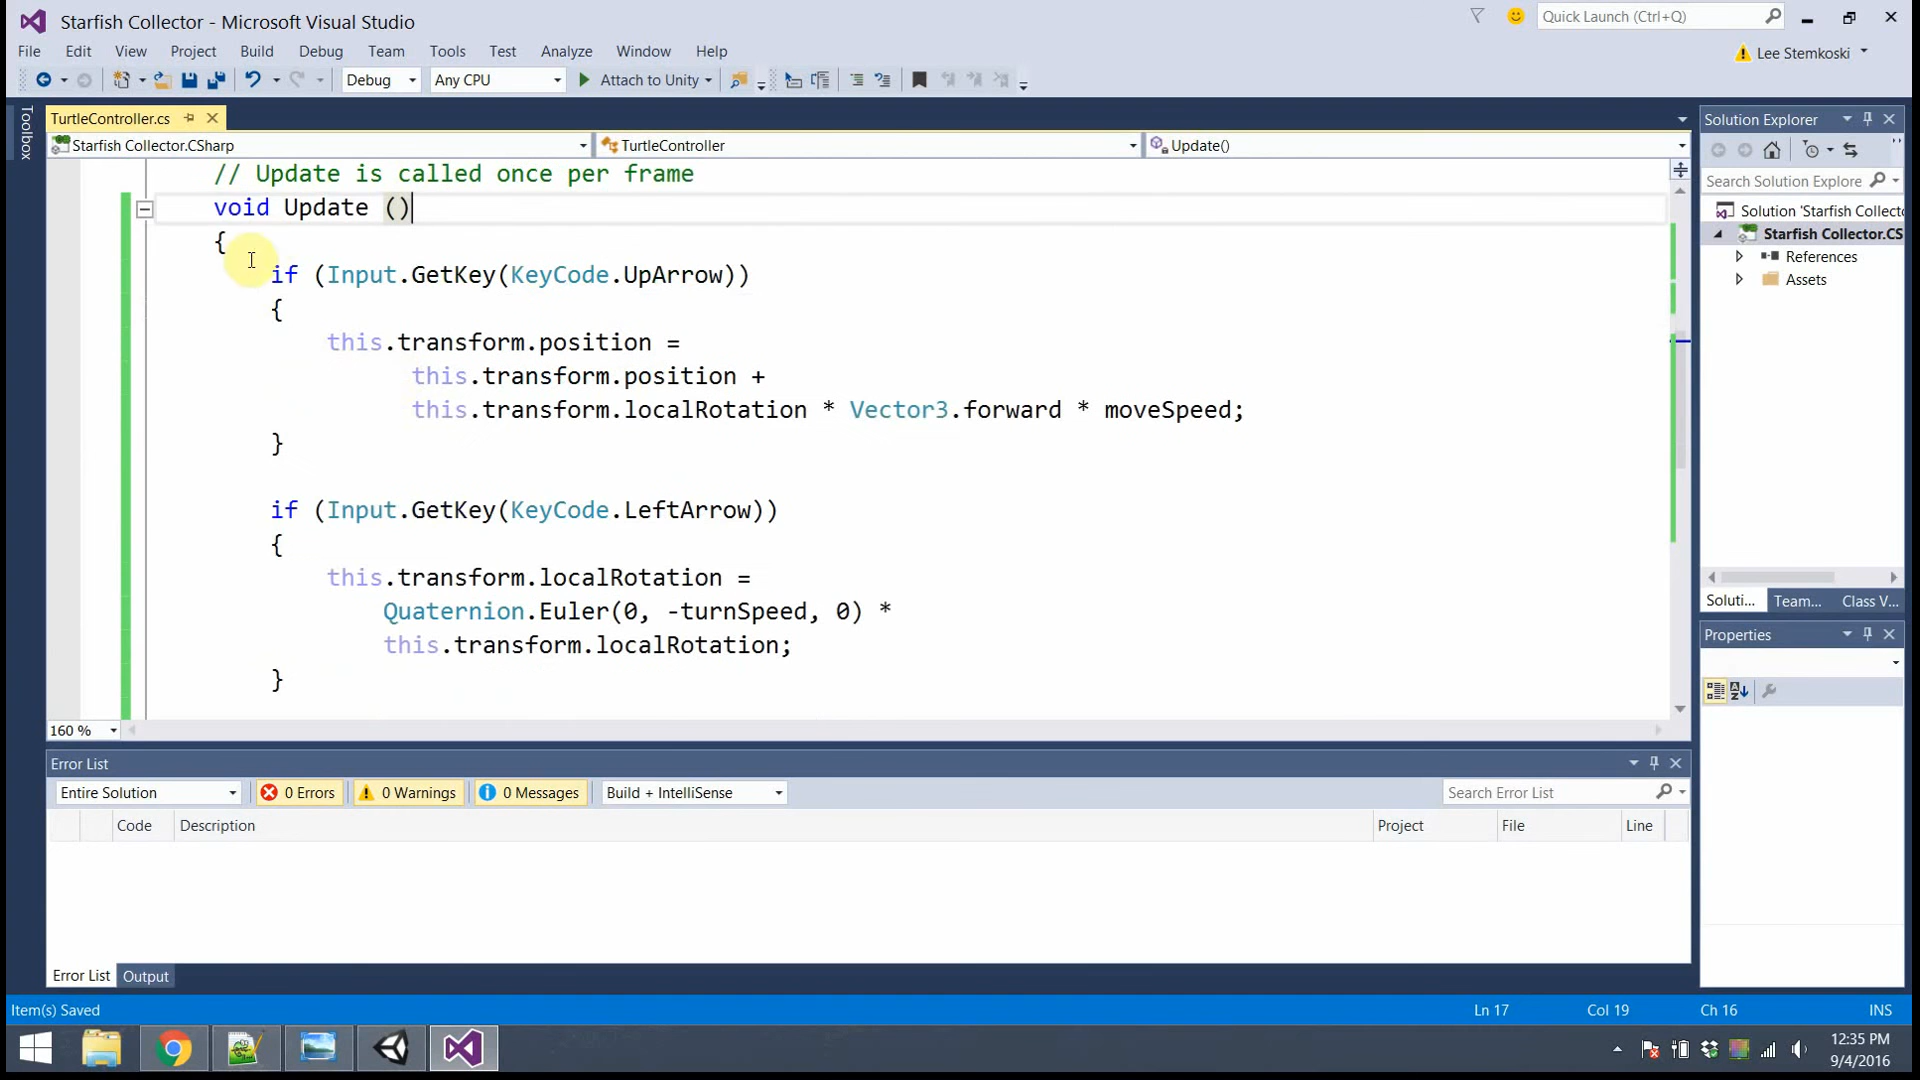 Starfish Collector - Microsoft Visual Studio
Quick Launch (Ctrl+Q)
File Edit View Project Build Debug Team Tools Test Analyze Window Help
Lee Stemkoski
Debug Any CPU Attach to Unity
Toolbox
TurtleController.cs
Starfish Collector.CSharp TurtleController Update()
// Update is called once per frame
void Update ()
{
if (Input.GetKey(KeyCode.UpArrow))
{
this.transform.position =
this.transform.position +
this.transform.localRotation * Vector3.forward * moveSpeed;
}
if (Input.GetKey(KeyCode.LeftArrow))
{
this.transform.localRotation =
Quaternion.Euler(0, -turnSpeed, 0) *
this.transform.localRotation;
}
160 %
Solution Explorer
Search Solution Explore
Solution 'Starfish Collecto
Starfish Collector.CS
References
Assets
Soluti... Team... Class V...
Properties
Error List
Entire Solution 0 Errors 0 Warnings 0 Messages Build + IntelliSense Search Error List
Code Description Project File Line
Error List Output
Item(s) Saved Ln 17 Col 19 Ch 16 INS
12:35 PM
9/4/2016